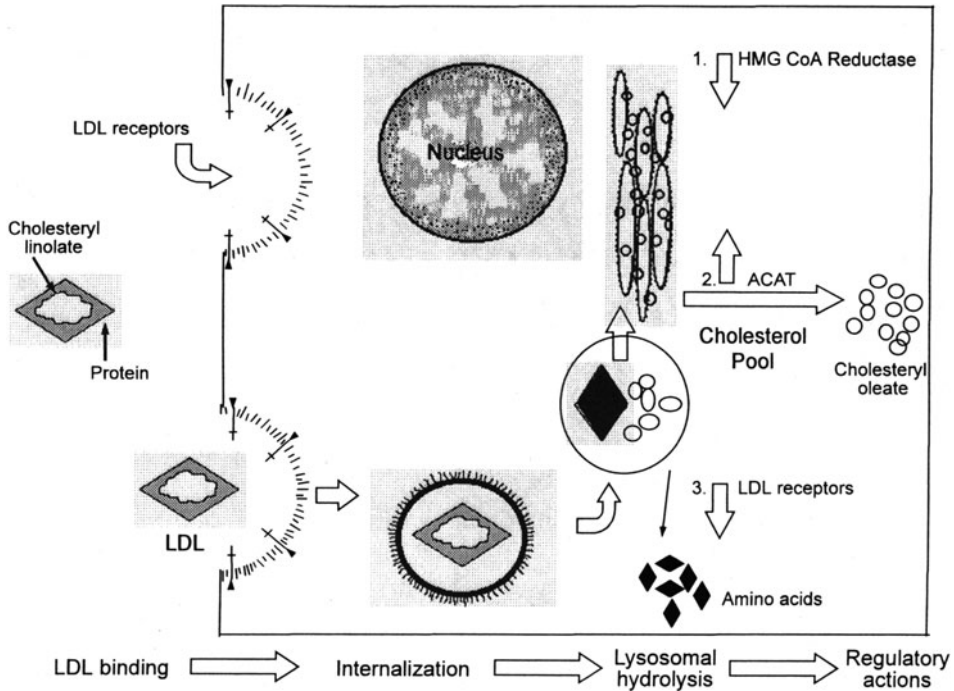 1. HMG CoA Reductase
LDL receptors
Nucleus
Cholesteryl
linolate
2. ACAT
Cholesterol
Pool
Cholesteryl
oleate
Protein
3. LDL receptors
LDL
Amino acids
LDL binding
Internalization
Lysosomal
hydrolysis
Regulatory
actions